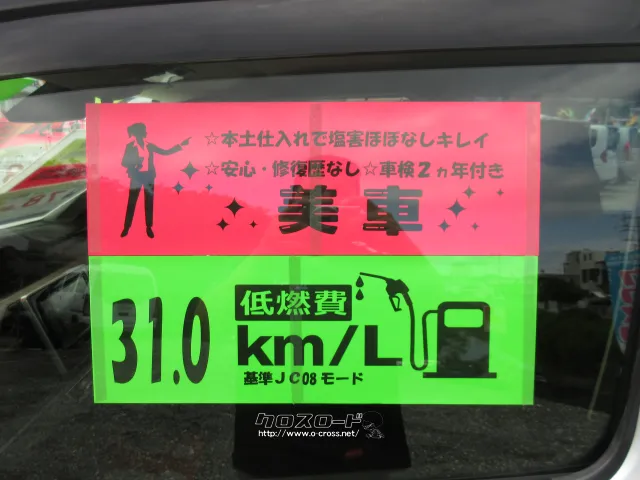 ☆本土仕入れで塩害ほぼなしキレイ
☆安心・修復歴なし☆車検2ヵ年付き
美車
31.0
低燃費
km/L
基準JC08モード
クロスロード
http://www.o-cross.net/